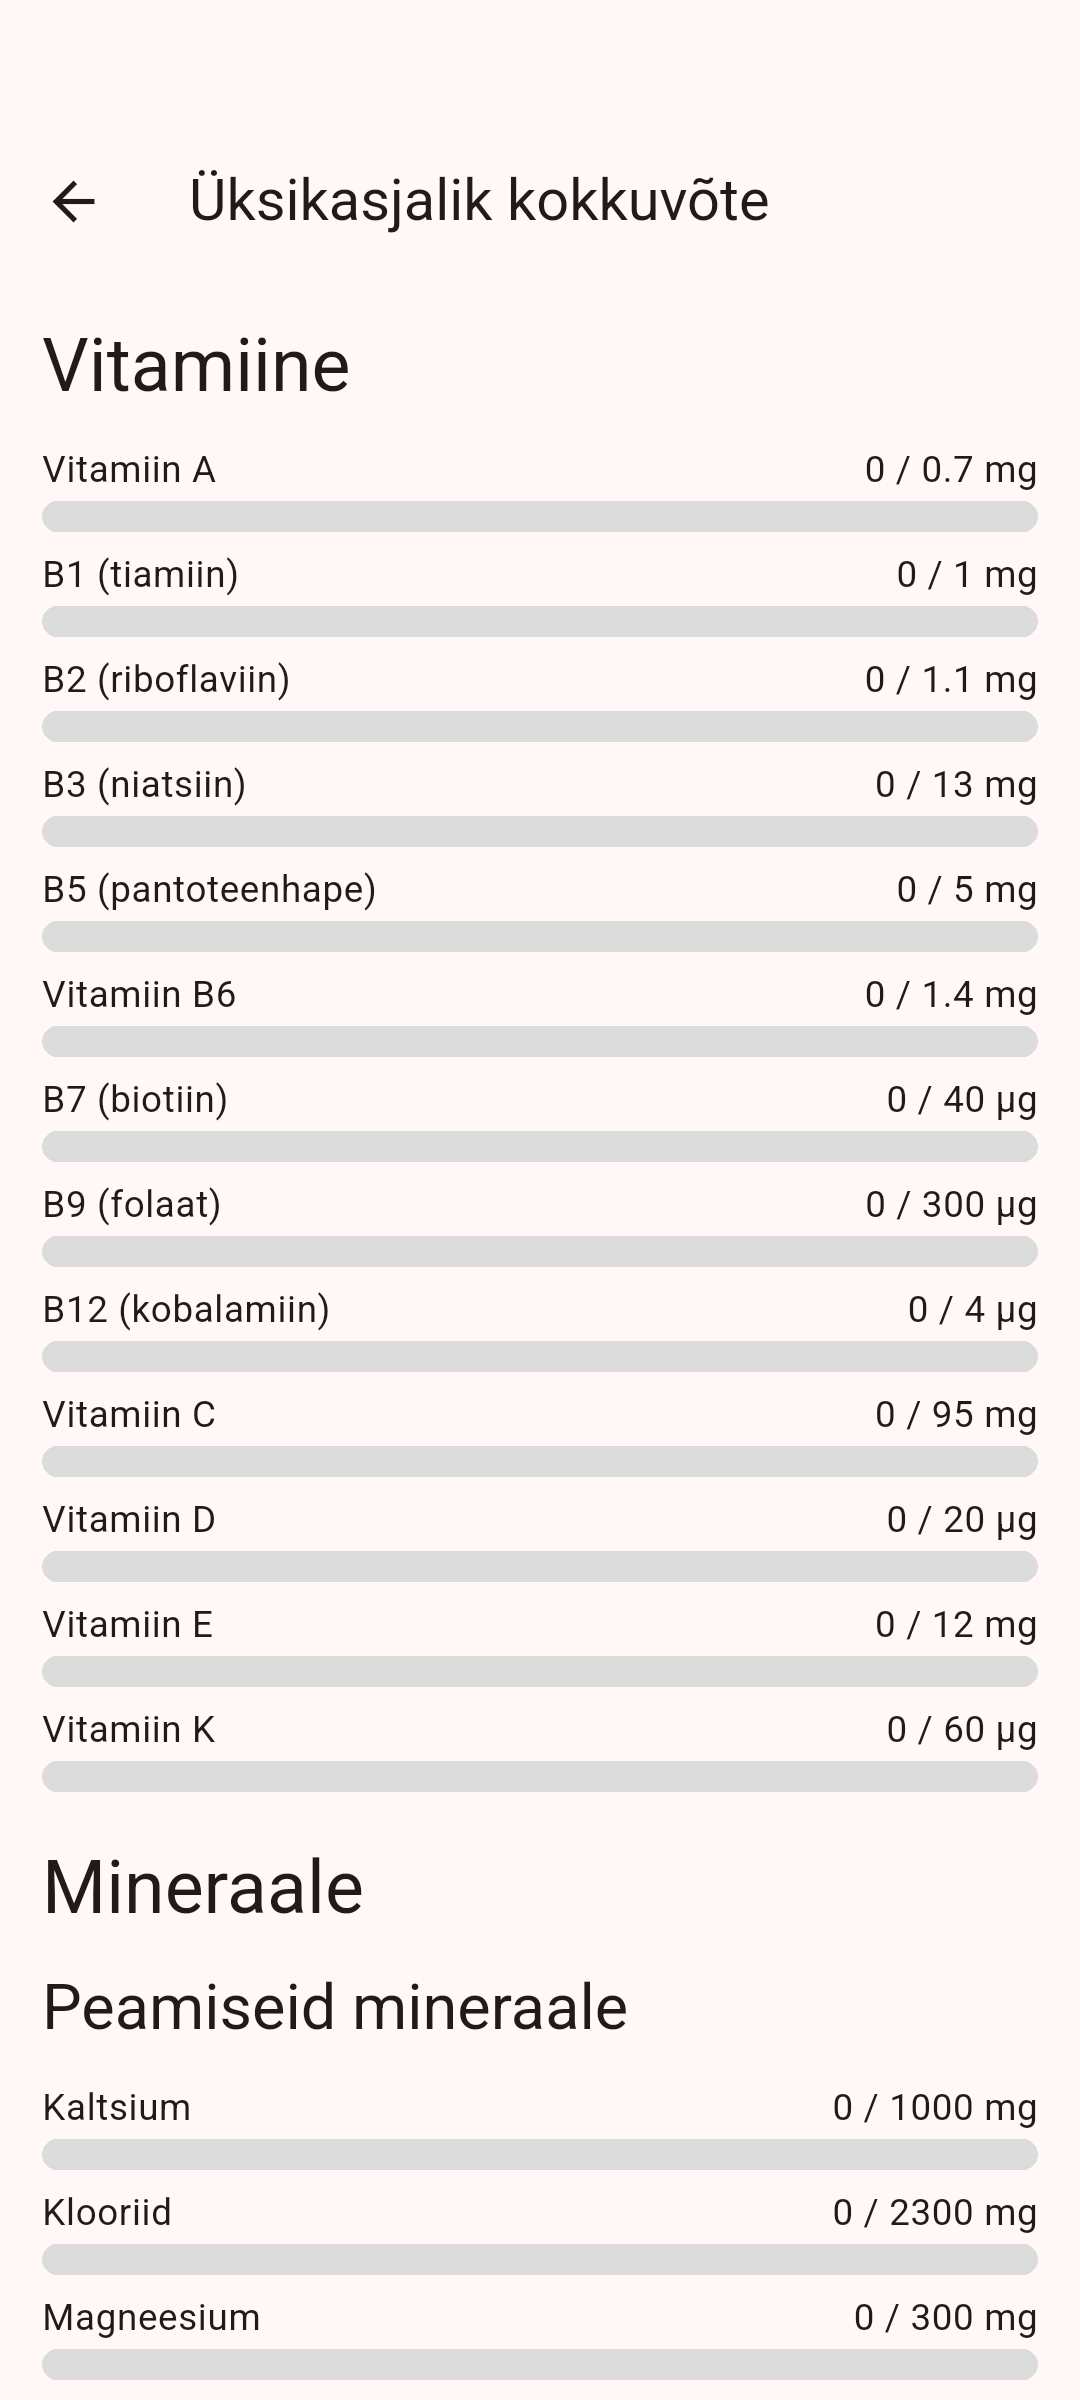 Üksikasjalik kokkuvõte
Vitamiine
Vitamiin A 0 / 0.7 mg
B1 (tiamiin) 0 / 1 mg
B2 (riboflaviin) 0 / 1.1 mg
B3 (niatsiin) 0 / 13 mg
B5 (pantoteenhape) 0 / 5 mg
Vitamiin B6 0 / 1.4 mg
B7 (biotiin) 0 / 40 µg
B9 (folaat) 0 / 300 µg
B12 (kobalamiin) 0 / 4 µg
Vitamiin C 0 / 95 mg
Vitamiin D 0 / 20 µg
Vitamiin E 0 / 12 mg
Vitamiin K 0 / 60 µg
Mineraale
Peamiseid mineraale
Kaltsium 0 / 1000 mg
Klooriid 0 / 2300 mg
Magneesium 0 / 300 mg